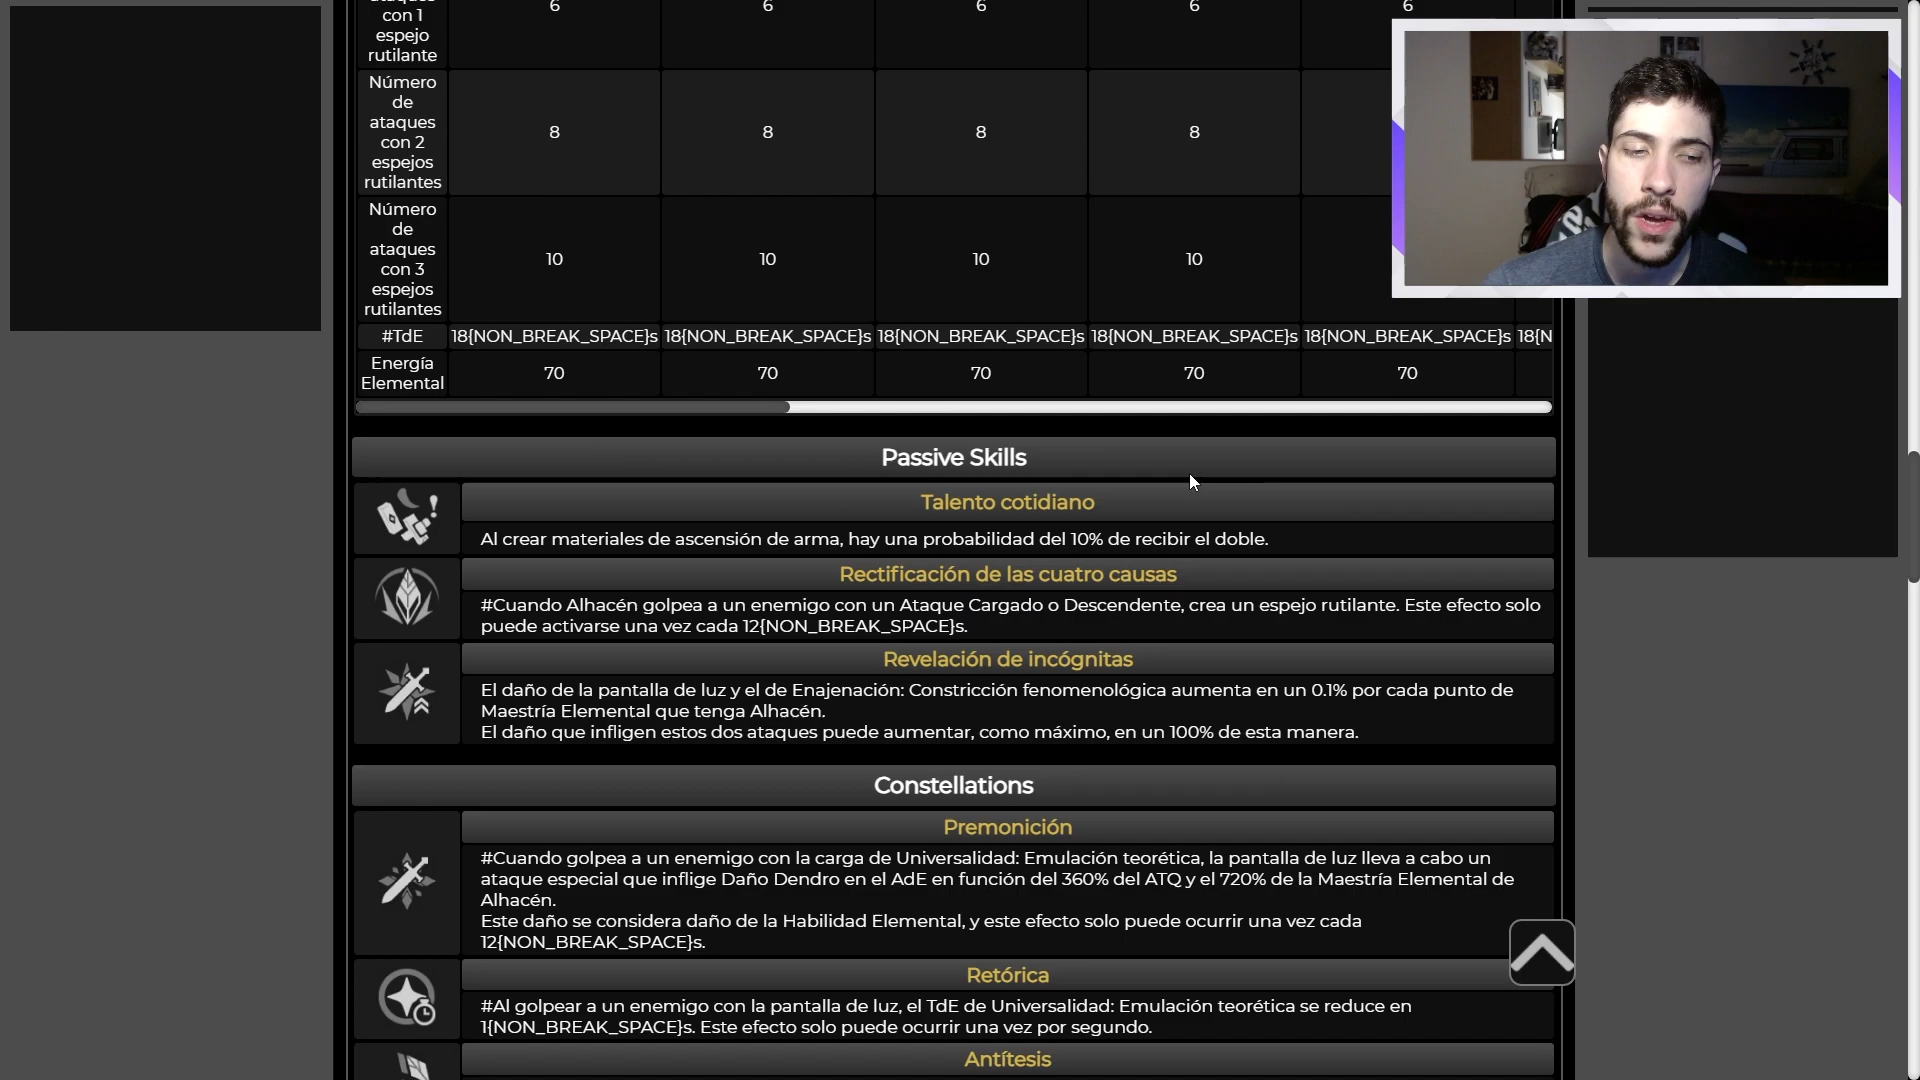 ataques
con 1
espejo
rutilante
6 6 6 6 6
Número
de
ataques
con 2
espejos
rutilantes
8 8 8 8
Número
de
ataques
con 3
espejos
rutilantes
10 10 10 10
#TdE 18{NON_BREAK_SPACE}s 18{NON_BREAK_SPACE}s 18{NON_BREAK_SPACE}s 18{NON_BREAK_SPACE}s 18{NON_BREAK_SPACE}s 18{N
Energía
Elemental
70 70 70 70 70
Passive Skills
Talento cotidiano
Al crear materiales de ascensión de arma, hay una probabilidad del 10% de recibir el doble.
Rectificación de las cuatro causas
#Cuando Alhacén golpea a un enemigo con un Ataque Cargado o Descendente, crea un espejo rutilante. Este efecto solo
puede activarse una vez cada 12{NON_BREAK_SPACE}s.
Revelación de incógnitas
El daño de la pantalla de luz y el de Enajenación: Constricción fenomenológica aumenta en un 0.1% por cada punto de
Maestría Elemental que tenga Alhacén.
El daño que infligen estos dos ataques puede aumentar, como máximo, en un 100% de esta manera.
Constellations
Premonición
#Cuando golpea a un enemigo con la carga de Universalidad: Emulación teorética, la pantalla de luz lleva a cabo un
ataque especial que inflige Daño Dendro en el AdE en función del 360% del ATQ y el 720% de la Maestría Elemental de
Alhacén.
Este daño se considera daño de la Habilidad Elemental, y este efecto solo puede ocurrir una vez cada
12{NON_BREAK_SPACE}s.
Retórica
#Al golpear a un enemigo con la pantalla de luz, el TdE de Universalidad: Emulación teorética se reduce en
1{NON_BREAK_SPACE}s. Este efecto solo puede ocurrir una vez por segundo.
Antítesis